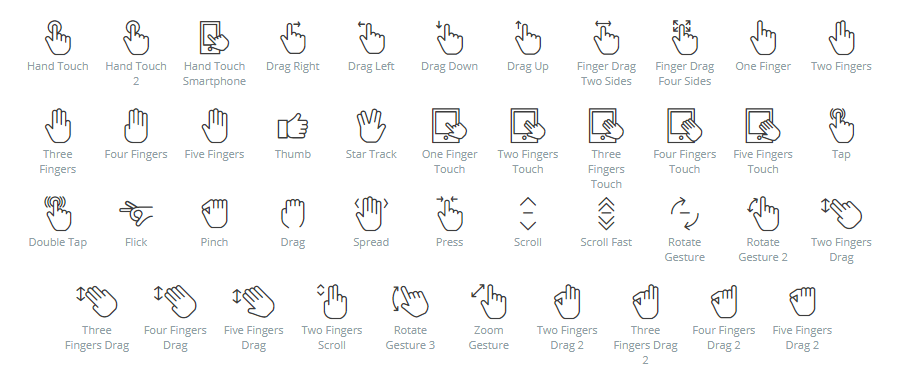 Hand Touch
Hand Touch
2
Hand Touch
Smartphone
Drag Right
Drag Left
Drag Down
Drag Up
Finger Drag
Two Sides
Finger Drag
Four Sides
One Finger
Two Fingers
Three
Fingers
Four Fingers
Five Fingers
Thumb
Star Track
One Finger
Touch
Two Fingers
Touch
Three
Fingers
Touch
Four Fingers
Touch
Five Fingers
Touch
Tap
Double Tap
Flick
Pinch
Drag
Spread
Press
Scroll
Scroll Fast
Rotate
Gesture
Rotate
Gesture 2
Two Fingers
Drag
Three
Fingers Drag
Four Fingers
Drag
Five Fingers
Drag
Two Fingers
Scroll
Rotate
Gesture 3
Zoom
Gesture
Two Fingers
Drag 2
Three
Fingers Drag
2
Four Fingers
Drag 2
Five Fingers
Drag 2